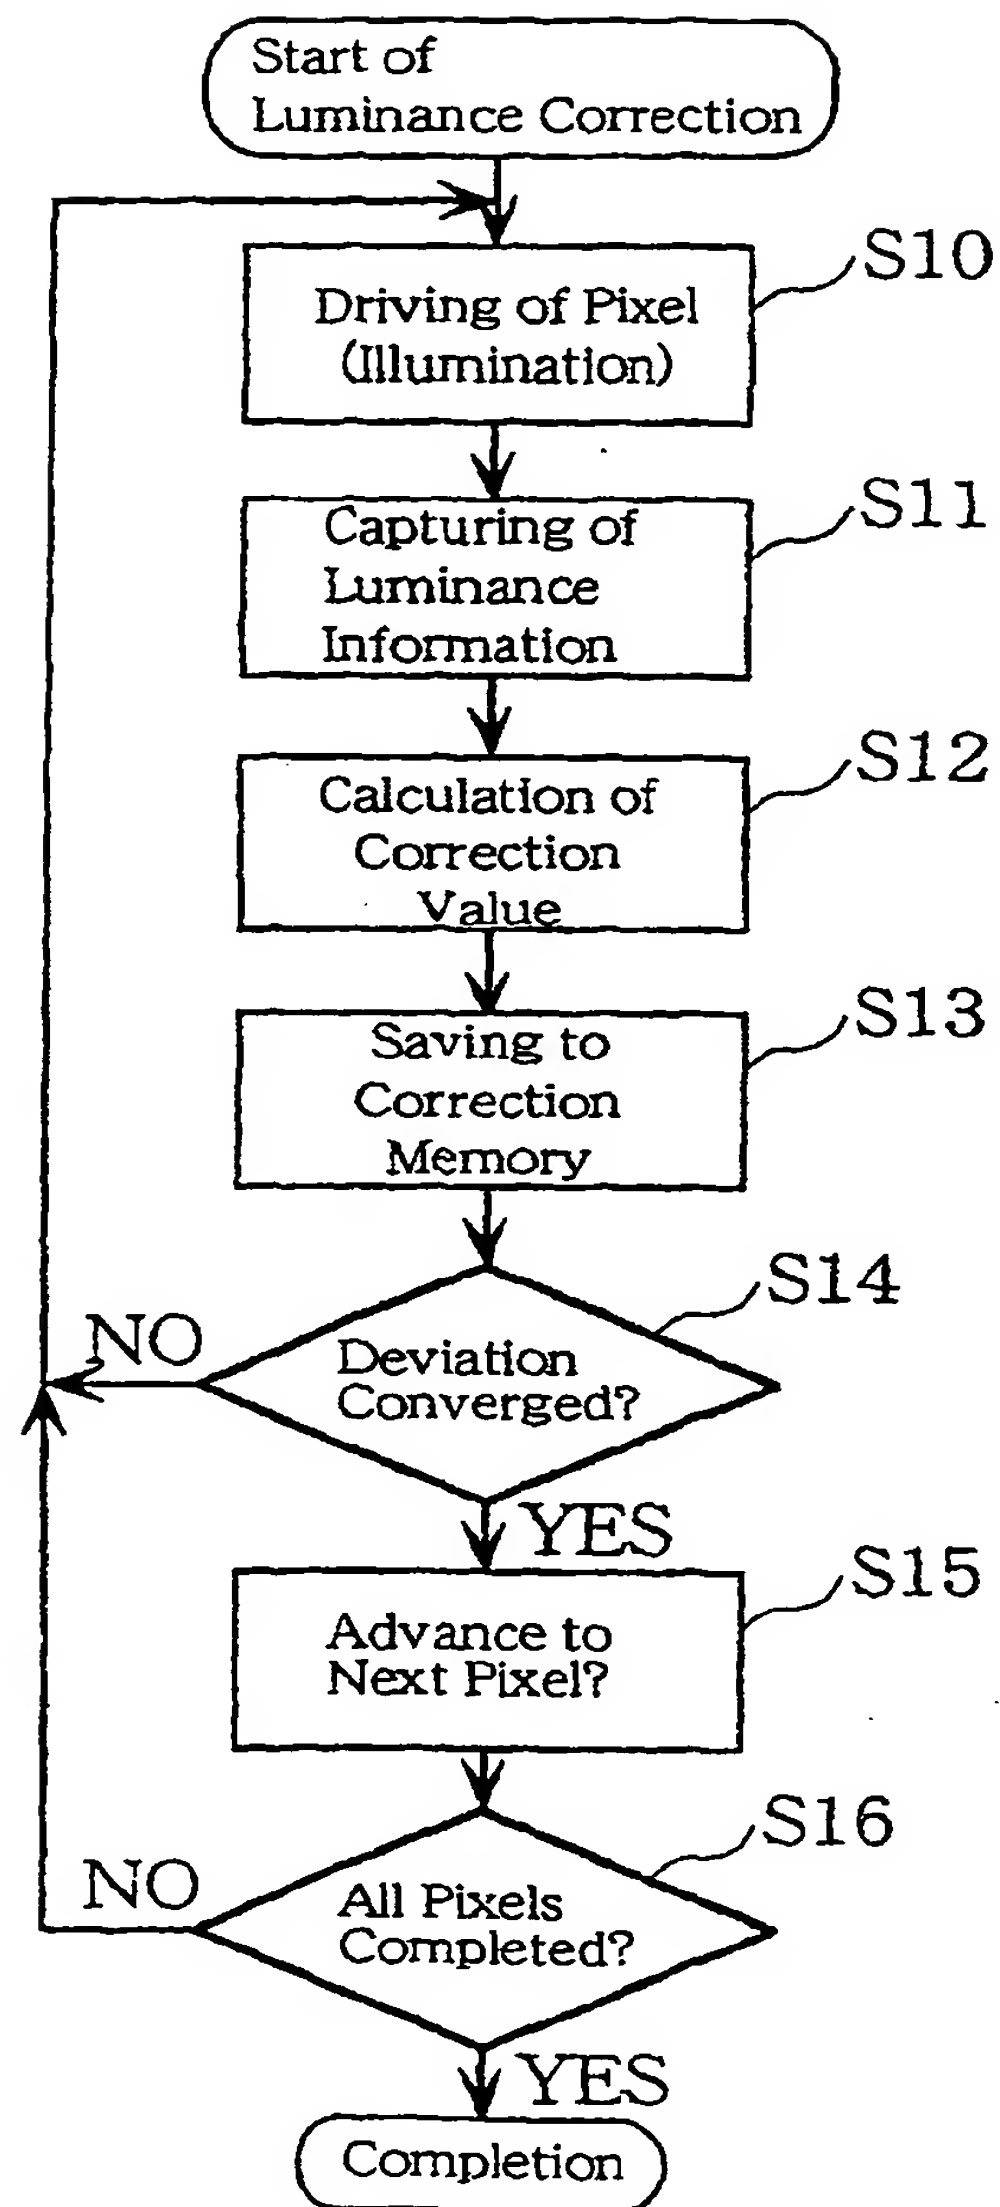 Start of
Luminance Correction
S10
Driving of Pixel
(Illumination)
S11
Capturing of
Luminance
Information
S12
Calculation of
Correction
Value
S13
Saving to
Correction
Memory
S14
NO
Deviation
Converged?
YES
S15
Advance to
Next Pixel?
S16
NO
All Pixels
Completed?
YES
Completion